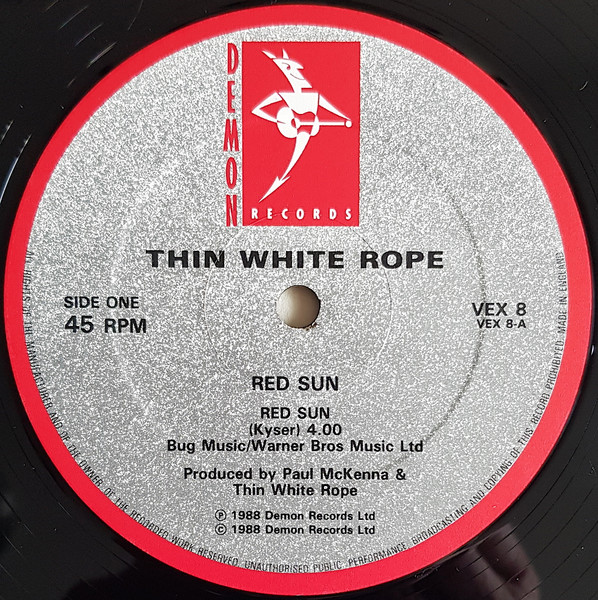 DEMON
RECORDS
THIN WHITE ROPE
SIDE ONE
45 RPM
VEX 8
VEX 8-A
RED SUN
RED SUN
(Kyser) 4.00
Bug Music/Warner Bros Music Ltd
Produced by Paul McKenna &
Thin White Rope
℗ 1988 Demon Records Ltd
© 1988 Demon Records Ltd
ALL RIGHTS OF THE MANUFACTURER AND OF THE OWNER OF THE RECORDED WORK RESERVED. UNAUTHORISED PUBLIC PERFORMANCE, BROADCASTING AND COPYING OF THIS RECORD PROHIBITED. MADE IN ENGLAND